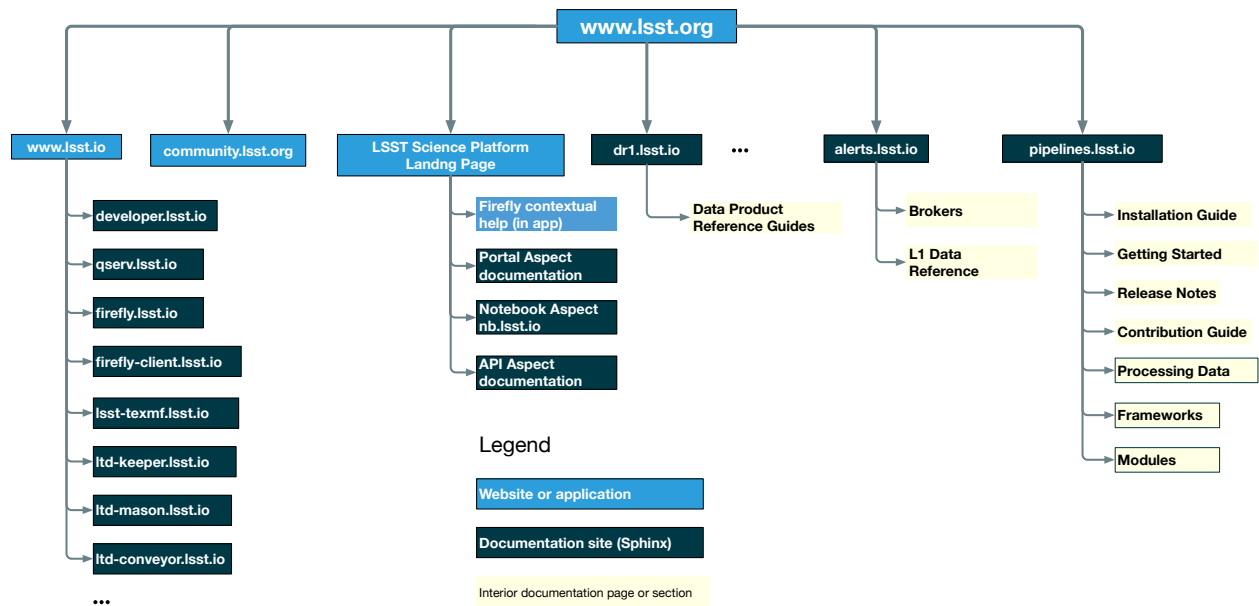 www.lsst.org
www.lsst.io
community.lsst.org
LSST Science Platform
Landng Page
dr1.lsst.io
...
alerts.lsst.io
pipelines.lsst.io
developer.lsst.io
qserv.lsst.io
firefly.lsst.io
firefly-client.lsst.io
lsst-texmf.lsst.io
ltd-keeper.lsst.io
ltd-mason.lsst.io
ltd-conveyor.lsst.io
...
Firefly contextual
help (in app)
Portal Aspect
documentation
Notebook Aspect
nb.lsst.io
API Aspect
documentation
Data Product
Reference Guides
Brokers
L1 Data
Reference
Installation Guide
Getting Started
Release Notes
Contribution Guide
Processing Data
Frameworks
Modules
Legend
Website or application
Documentation site (Sphinx)
Interior documentation page or section